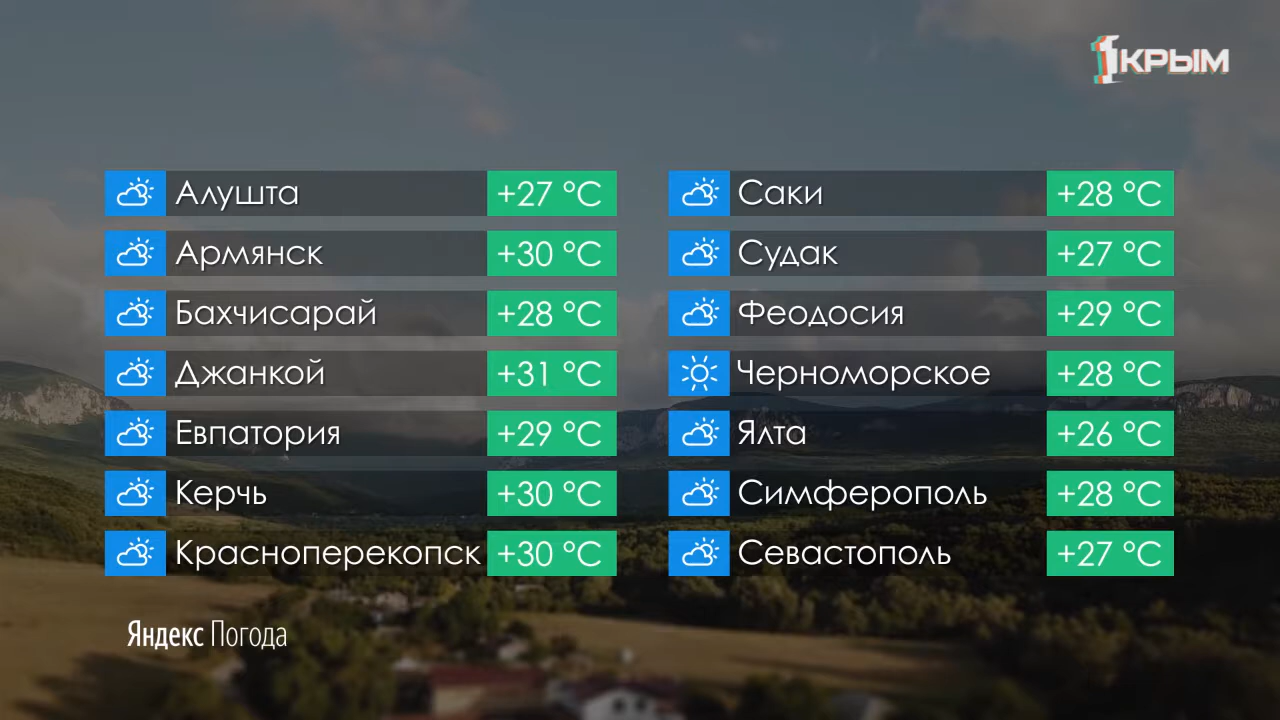 1КРЫМ
Алушта +27 °C
Армянск +30 °C
Бахчисарай +28 °C
Джанкой +31 °C
Евпатория +29 °C
Керчь +30 °C
Красноперекопск +30 °C
Саки +28 °C
Судак +27 °C
Феодосия +29 °C
Черноморское +28 °C
Ялта +26 °C
Симферополь +28 °C
Севастополь +27 °C
Яндекс Погода